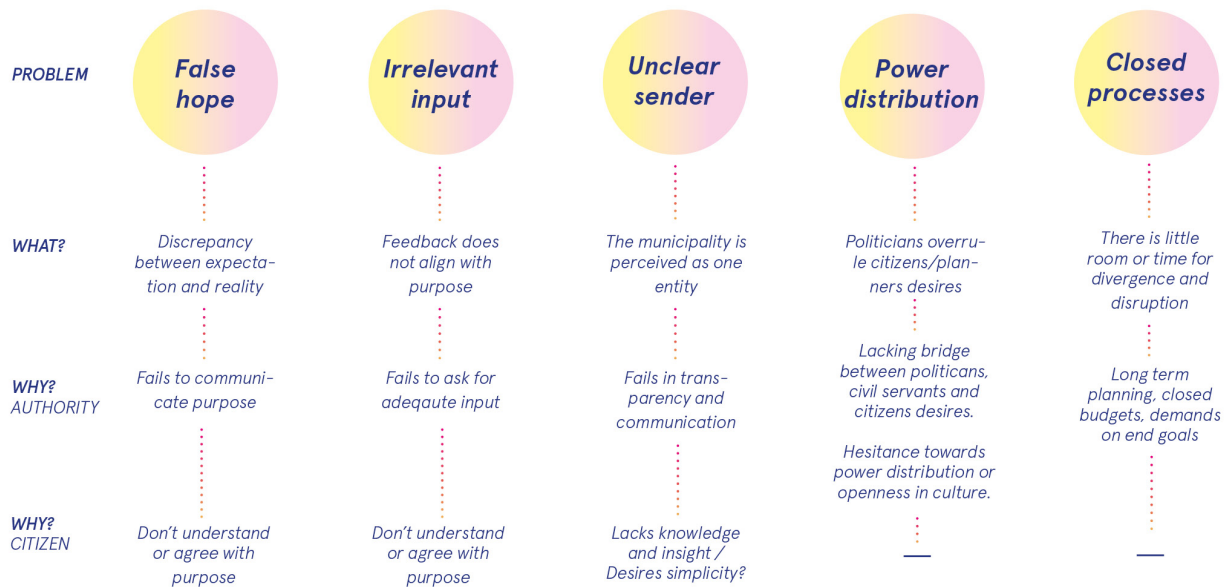 PROBLEM
False
hope
Irrelevant
input
Unclear
sender
Power
distribution
Closed
processes
WHAT?
Discrepancy
between expecta-
tion and reality
Feedback does
not align with
purpose
The municipality is
perceived as one
entity
Politicians overru-
le citizens/plan-
ners desires
There is little
room or time for
divergence and
disruption
WHY?
AUTHORITY
Fails to communi-
cate purpose
Fails to ask for
adeqaute input
Fails in trans-
parency and
communication
Lacking bridge
between politicans,
civil servants and
citizens desires.
Hesitance towards
power distribution or
openness in culture.
Long term
planning, closed
budgets, demands
on end goals
WHY?
CITIZEN
Don't understand
or agree with
purpose
Don't understand
or agree with
purpose
Lacks knowledge
and insight /
Desires simplicity?